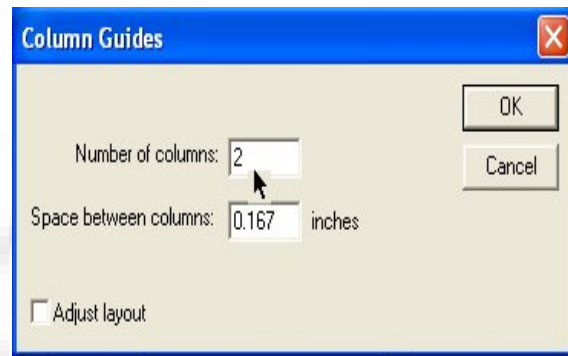 Column Guides
OK
Number of columns: 2
Cancel
Space between columns: 0.167 inches
Adjust layout